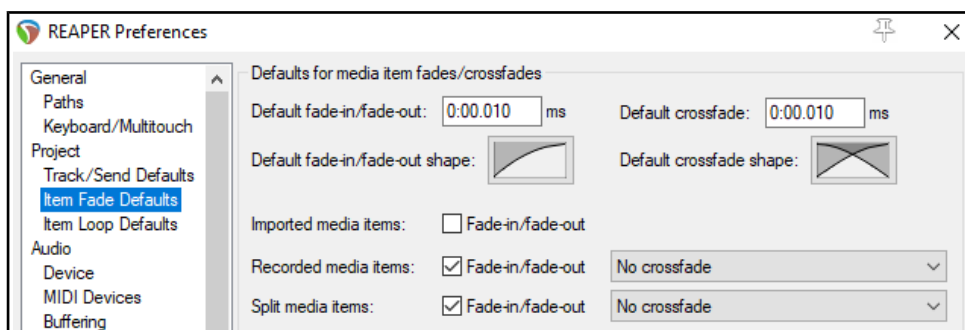 REAPER Preferences
General
Paths
Keyboard/Multitouch
Project
Track/Send Defaults
Item Fade Defaults
Item Loop Defaults
Audio
Device
MIDI Devices
Buffering
Defaults for media item fades/crossfades
Default fade-in/fade-out: 0:00.010 ms Default crossfade: 0:00.010 ms
Default fade-in/fade-out shape: Default crossfade shape:
Imported media items: Fade-in/fade-out
Recorded media items: Fade-in/fade-out No crossfade
Split media items: Fade-in/fade-out No crossfade